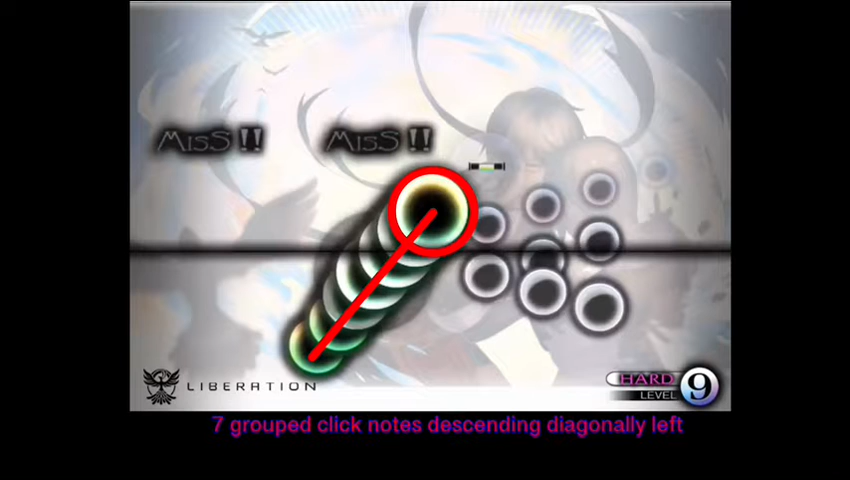 MISS !! MISS !!
LIBERATION
HARD
LEVEL 9
7 grouped click notes descending diagonally left